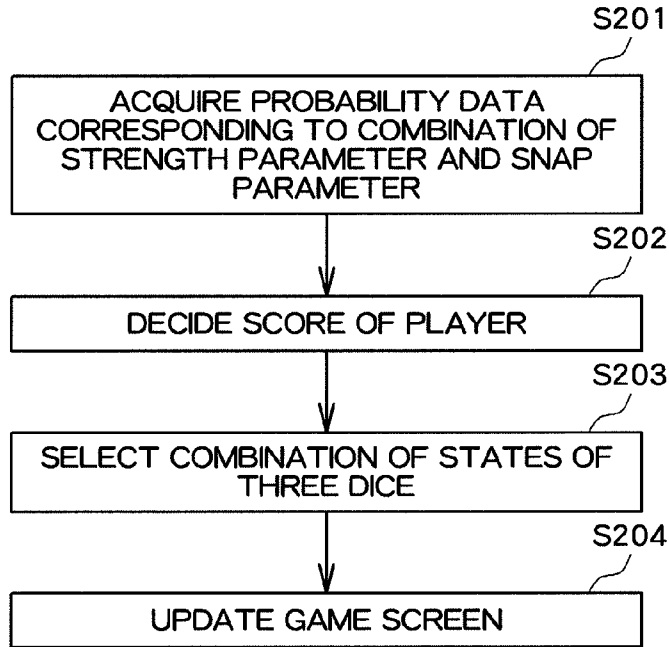 S201
ACQUIRE PROBABILITY DATA
CORRESPONDING TO COMBINATION OF
STRENGTH PARAMETER AND SNAP
PARAMETER
S202
DECIDE SCORE OF PLAYER
S203
SELECT COMBINATION OF STATES OF
THREE DICE
S204
UPDATE GAME SCREEN